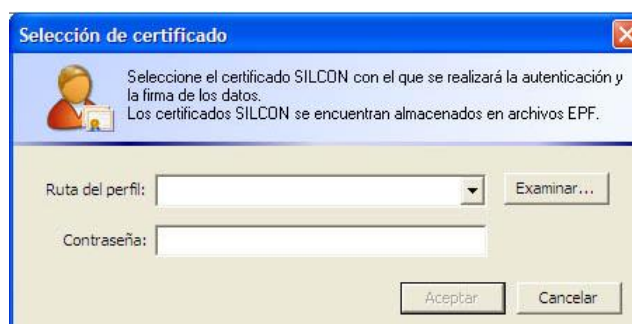 Selección de certificado
Seleccione el certificado SILCON con el que se realizará la autenticación y
la firma de los datos.
Los certificados SILCON se encuentran almacenados en archivos EPF.
Ruta del perfil:
Examinar...
Contraseña:
Aceptar
Cancelar